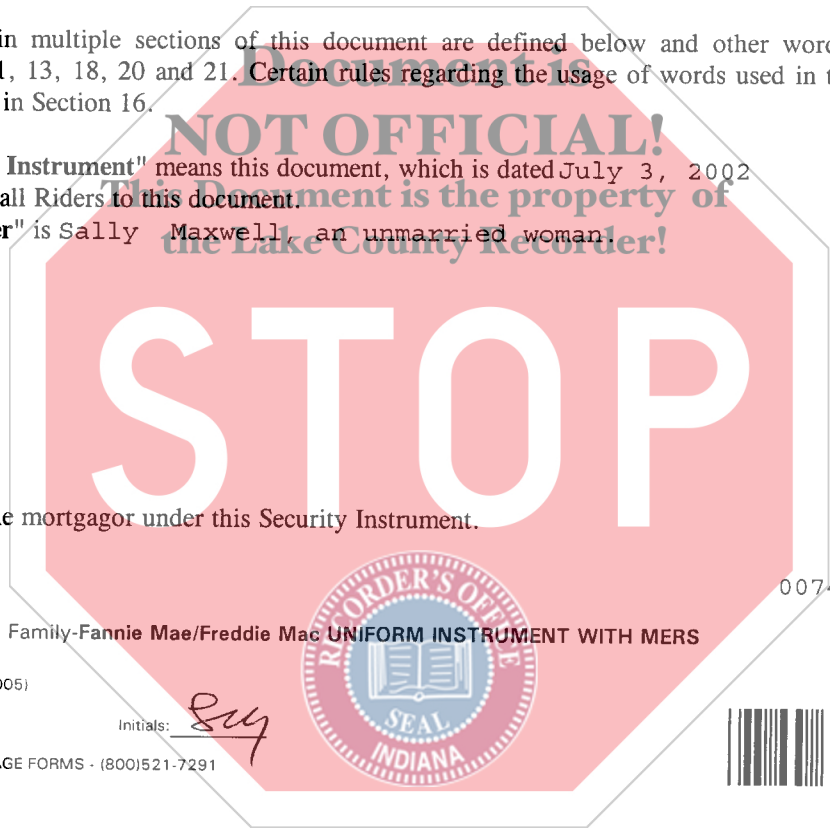 in multiple sections of this document are defined below and other word
Document is
1, 13, 18, 20 and 21. Certain rules regarding the usage of words used in t
in Section 16.
NOT OFFICIAL!
Instrument" means this document, which is dated July 3, 2002
all Riders to this document.
This Document is the property of
r" is Sally Maxwell, an unmarried woman.
the Lake County Recorder!
STOP
e mortgagor under this Security Instrument.
RECORDER'S OFFICE
0074
Family-Fannie Mae/Freddie Mac UNIFORM INSTRUMENT WITH MERS
005)
SEAL
Initials:
INDIANA
GE FORMS - (800)521-7291